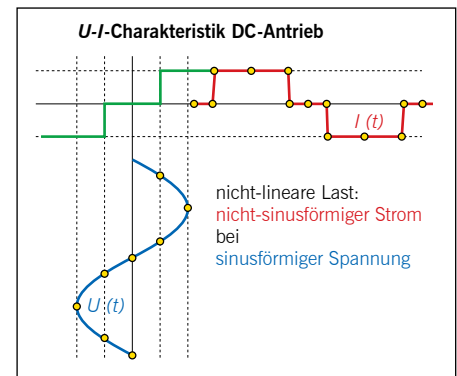 U-I-Charakteristik DC-Antrieb
I (t)
nicht-lineare Last:
nicht-sinusförmiger Strom
bei
sinusförmiger Spannung
U (t)